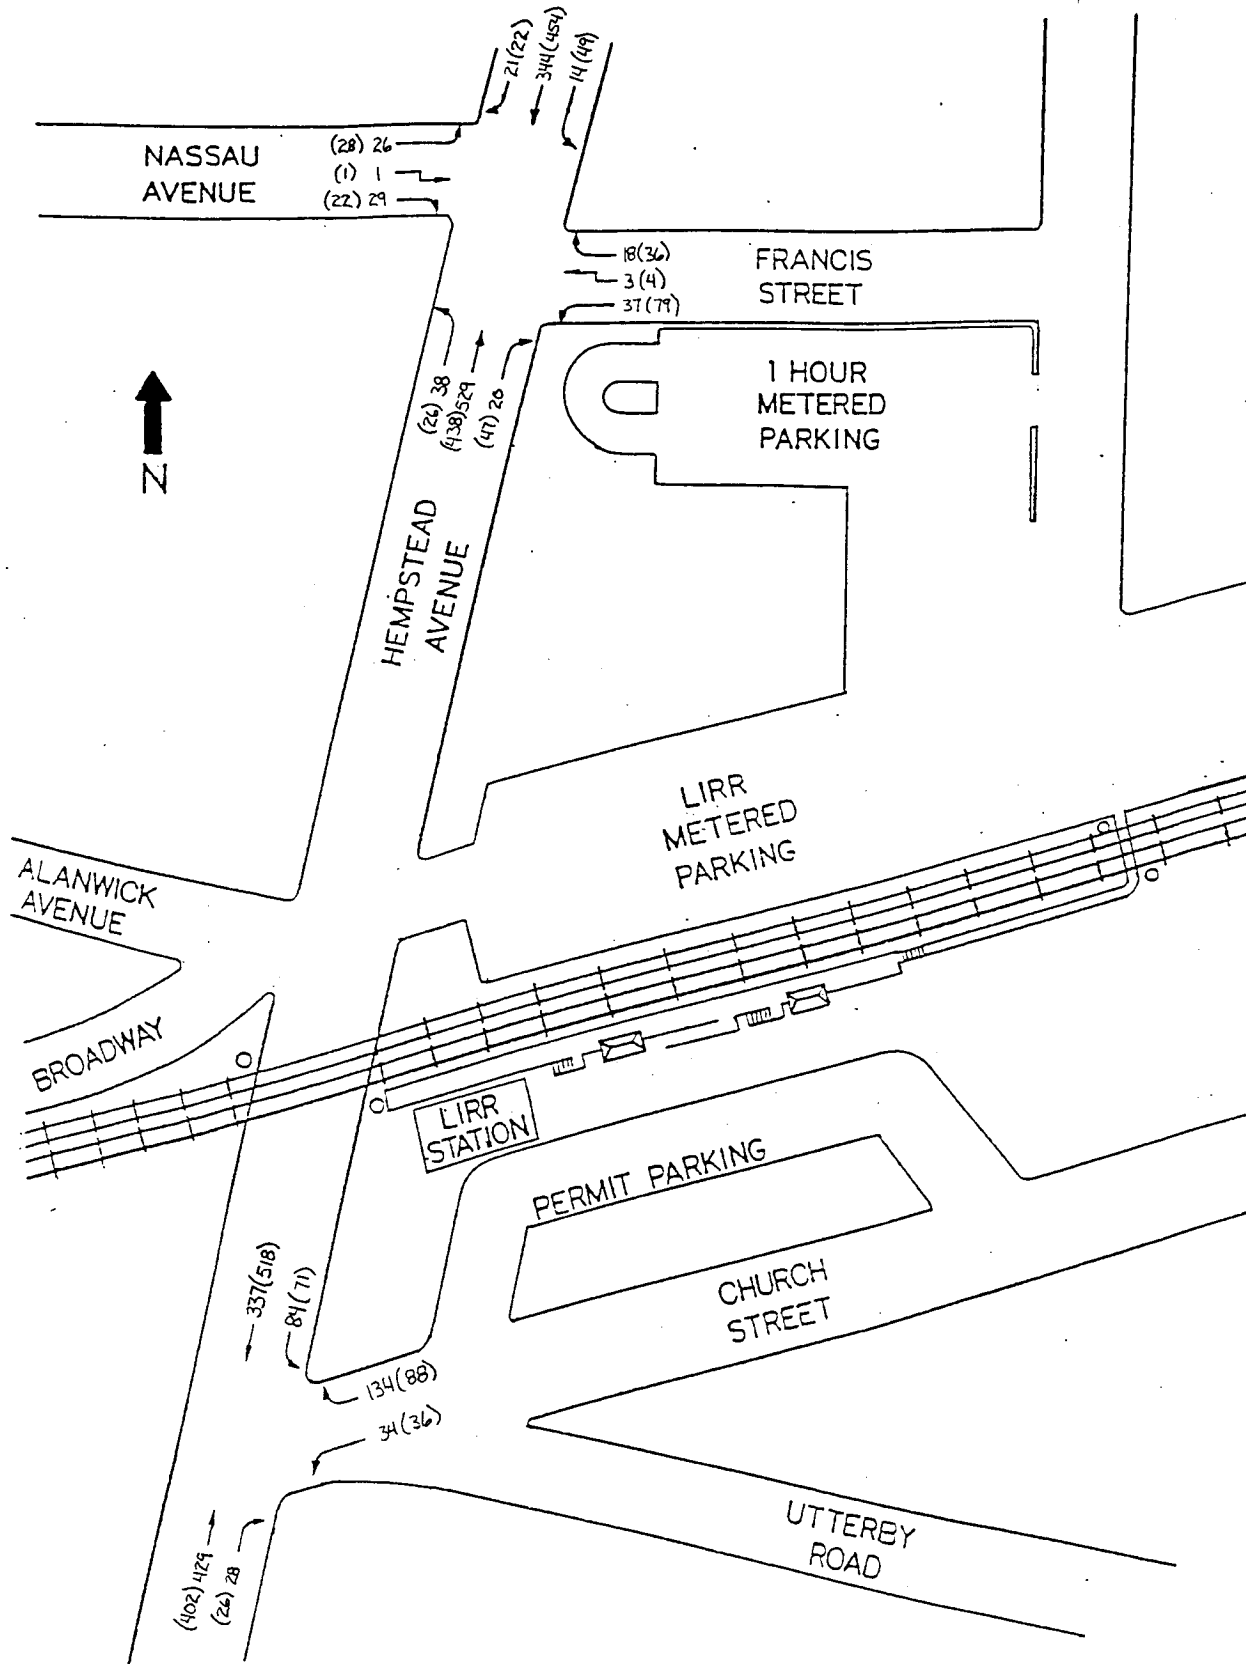 21(22)
344(454)
14(49)
NASSAU
AVENUE
(28) 26
(1) 1
(22) 29
18(36)
3(4)
37(79)
FRANCIS
STREET
(26) 38
(438) 529
(47) 20
1 HOUR
METERED
PARKING
N
HEMPSTEAD
AVENUE
LIRR
METERED
PARKING
ALANWICK
AVENUE
BROADWAY
LIRR
STATION
PERMIT PARKING
337(518)
84(71)
CHURCH
STREET
134(88)
34(36)
(402) 429
(26) 28
UTTERBY
ROAD